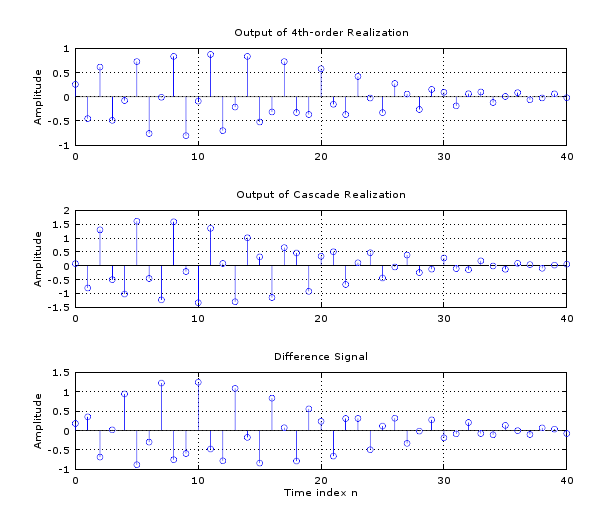 Output of 4th-order Realization
Amplitude
1
0.5
0
-0.5
-1
0 10 20 30 40
Output of Cascade Realization
Amplitude
2
1.5
1
0.5
0
-0.5
-1
-1.5
0 10 20 30 40
Difference Signal
Amplitude
1.5
1
0.5
0
-0.5
-1
0 10 20 30 40
Time index n